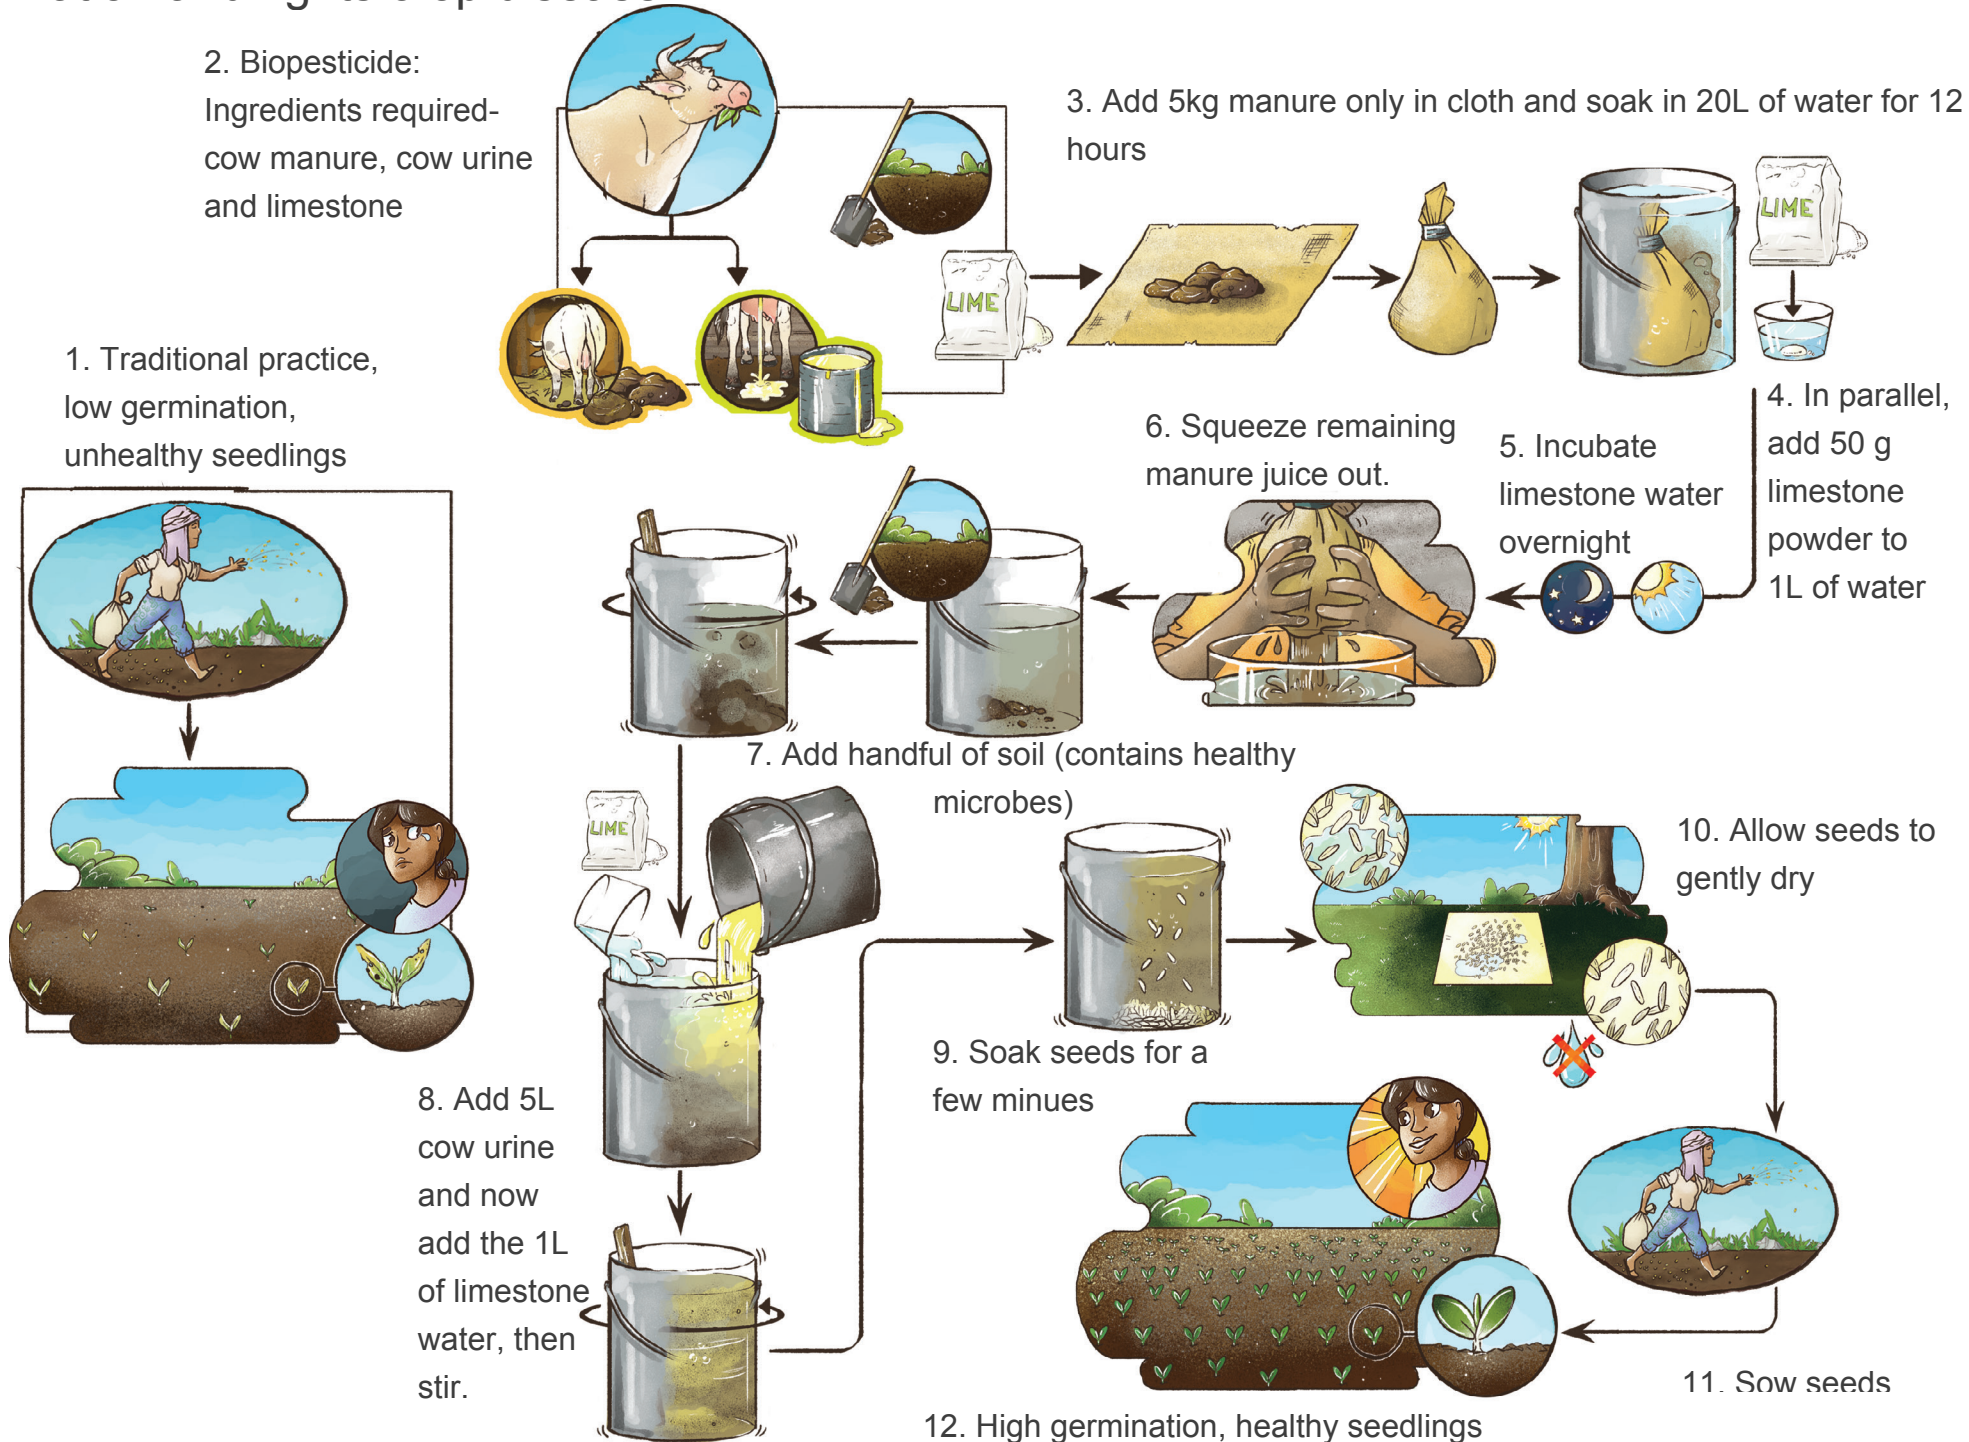 2. Biopesticide:
Ingredients required-
cow manure, cow urine
and limestone
3. Add 5kg manure only in cloth and soak in 20L of water for 12
hours
LIME
LIME
1. Traditional practice,
low germination,
unhealthy seedlings
4. In parallel,
add 50 g
limestone
powder to
1L of water
5. Incubate
limestone water
overnight
6. Squeeze remaining
manure juice out.
7. Add handful of soil (contains healthy
microbes)
LIME
8. Add 5L
cow urine
and now
add the 1L
of limestone
water, then
stir.
9. Soak seeds for a
few minues
10. Allow seeds to
gently dry
11. Sow seeds
12. High germination, healthy seedlings